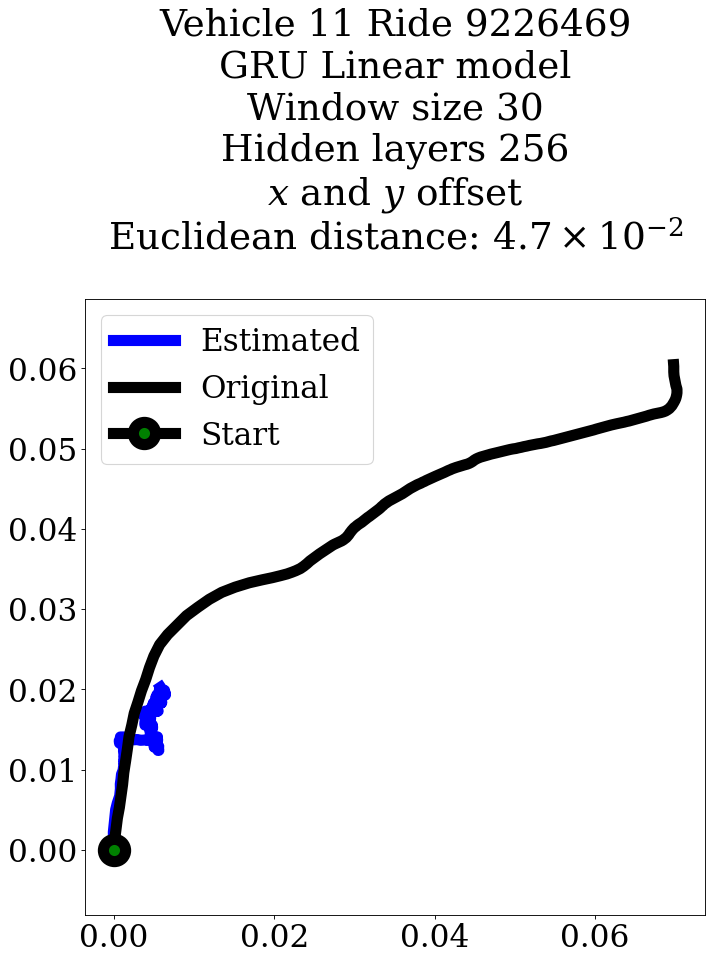 Vehicle 11 Ride 9226469
GRU Linear model
Window size 30
Hidden layers 256
x and y offset
Euclidean distance: 4.7 × 10⁻²
Estimated
Original
Start
0.06
0.05
0.04
0.03
0.02
0.01
0.00
0.00 0.02 0.04 0.06